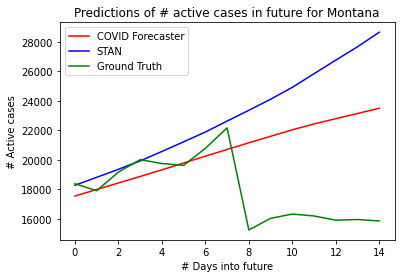 Predictions of # active cases in future for Montana
COVID Forecaster
STAN
Ground Truth
28000
26000
24000
22000
20000
18000
16000
# Active cases
0 2 4 6 8 10 12 14
# Days into future